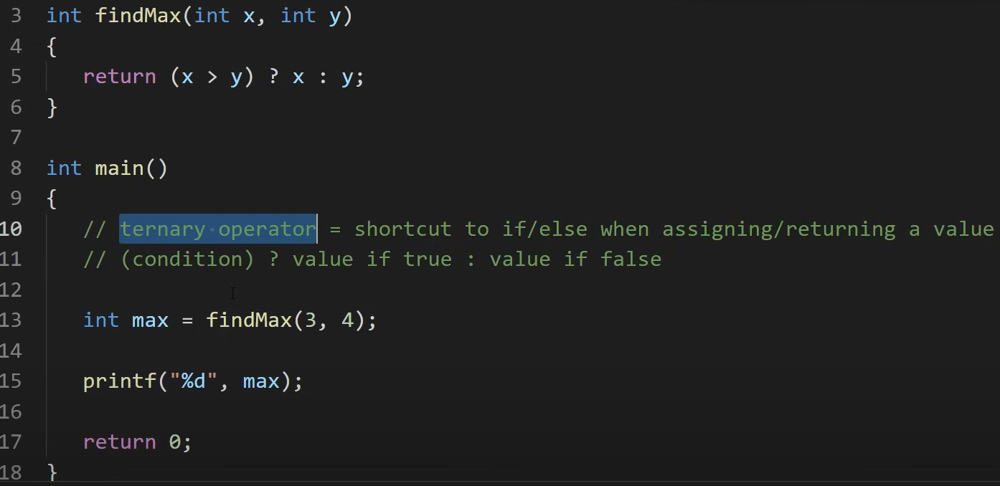 3 int findMax(int x, int y)
4 {
5 return (x > y) ? x : y;
6 }
7
8 int main()
9 {
10 // ternary operator = shortcut to if/else when assigning/returning a value
11 // (condition) ? value if true : value if false
12
13 int max = findMax(3, 4);
14
15 printf("%d", max);
16
17 return 0;
18 }